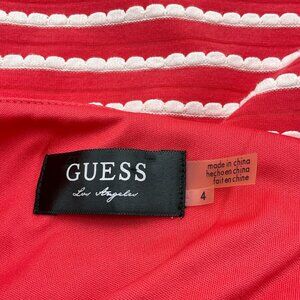 GUESS
Los Angeles
made in china
hecho en china
fait en chine
4